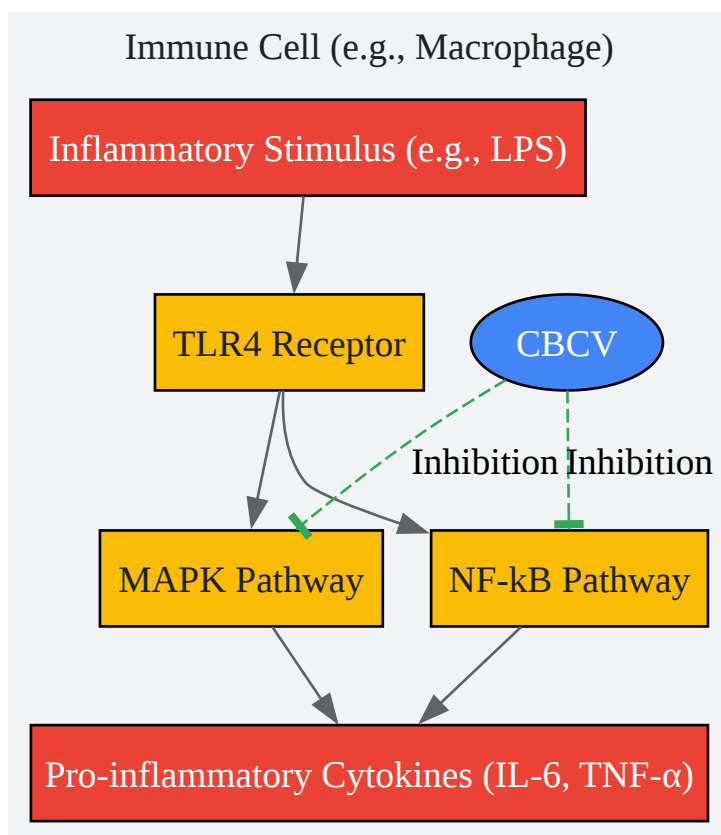 Immune Cell (e.g., Macrophage)
Inflammatory Stimulus (e.g., LPS)
TLR4 Receptor
CBCV
Inhibition
Inhibition
MAPK Pathway
NF-kB Pathway
Pro-inflammatory Cytokines (IL-6, TNF-α)